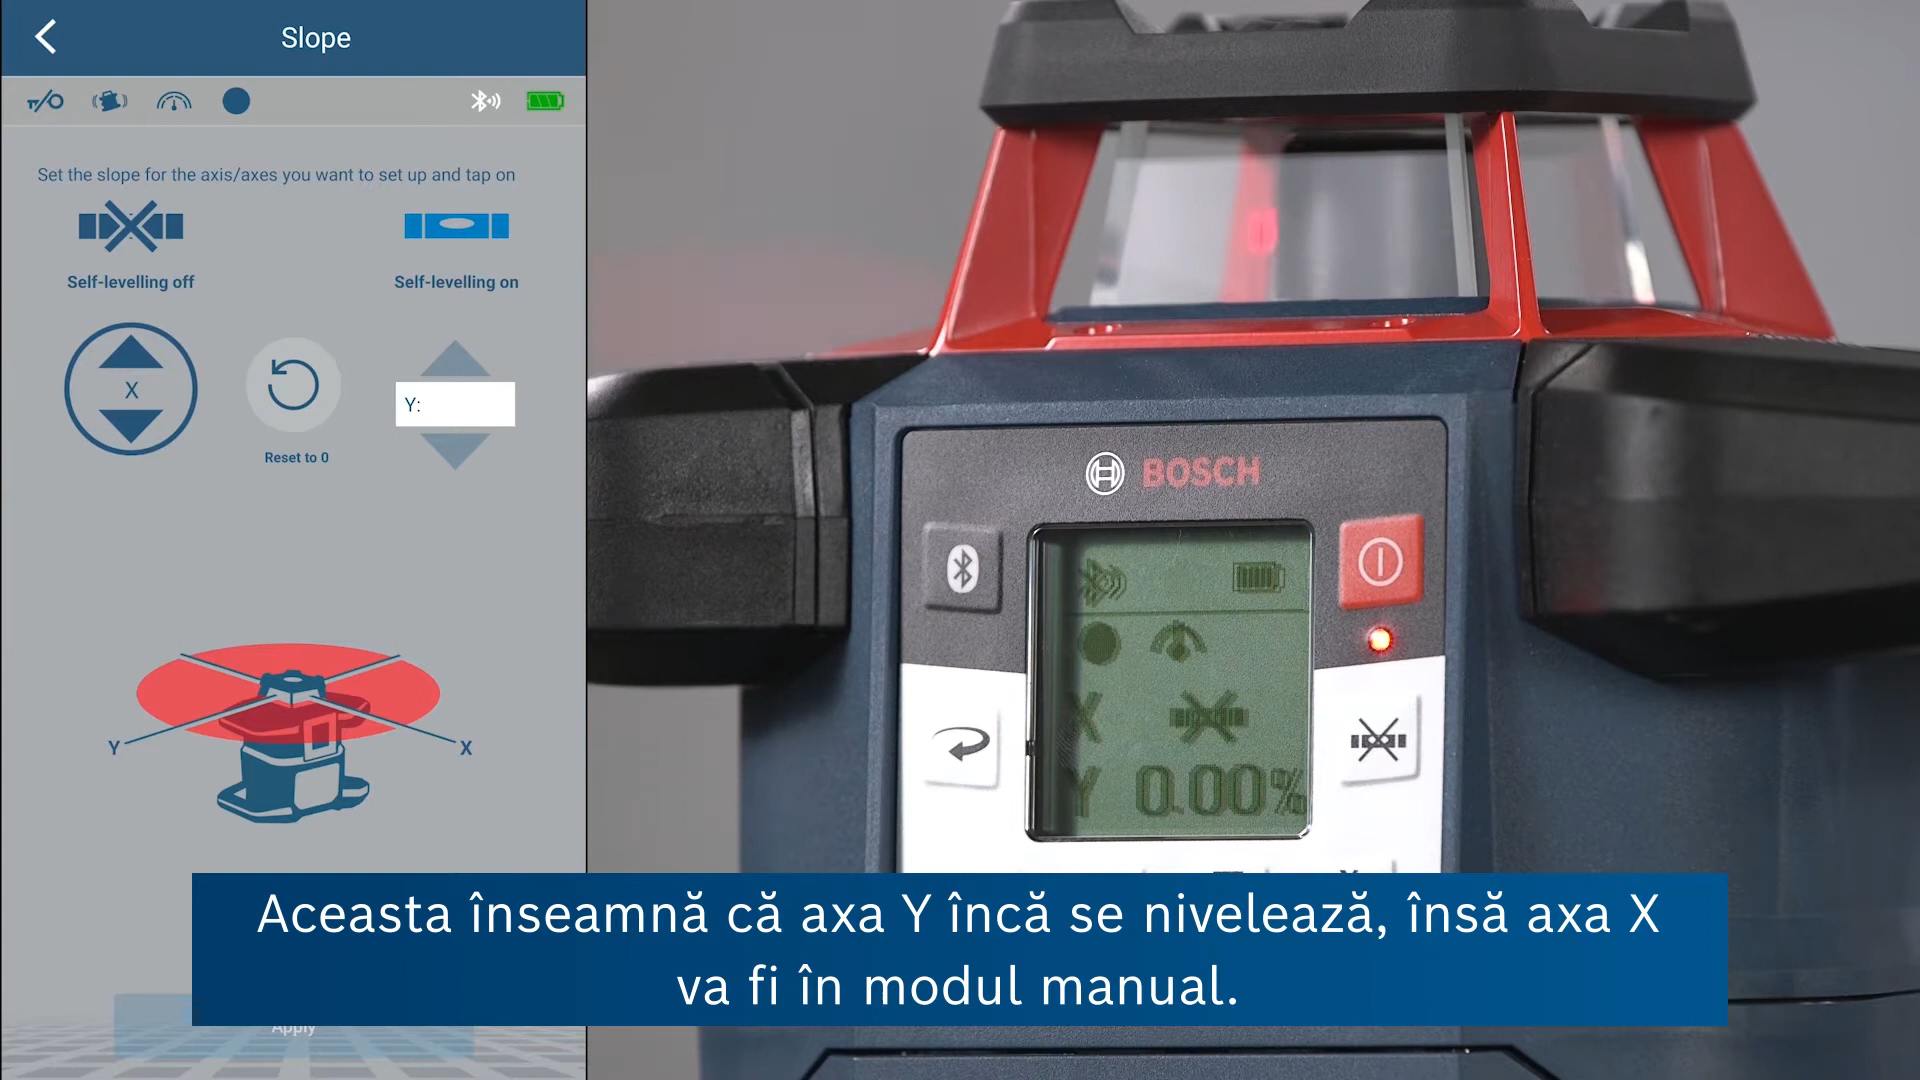 Slope
Set the slope for the axis/axes you want to set up and tap on
Self-levelling off
Self-levelling on
X
Y:
Reset to 0
Y
X
Apply
BOSCH
X
Y 0.00%
Aceasta înseamnă că axa Y încă se nivelează, însă axa X
va fi în modul manual.